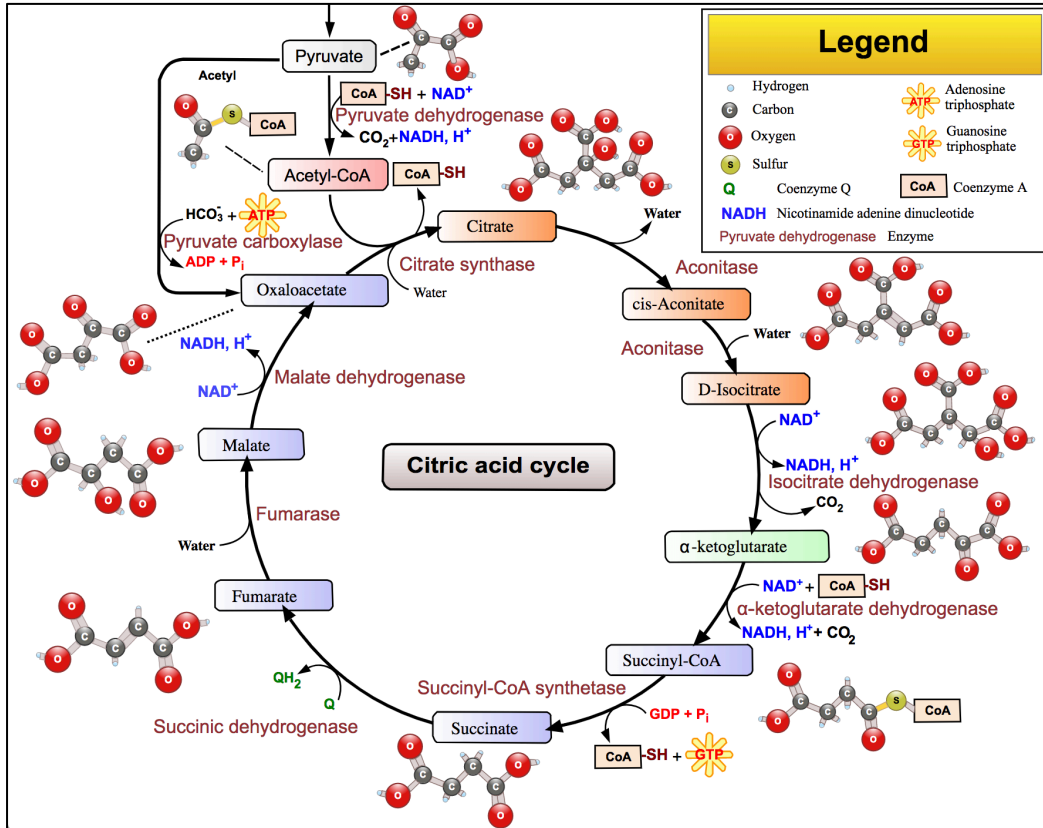 Legend
Hydrogen
Carbon
Oxygen
Sulfur
Q Coenzyme Q
NADH Nicotinamide adenine dinucleotide
Pyruvate dehydrogenase Enzyme
ATP Adenosine
triphosphate
GTP Guanosine
triphosphate
CoA Coenzyme A
Pyruvate
Acetyl
CoA-SH + NAD⁺
Pyruvate dehydrogenase
CO₂+NADH, H⁺
S
CoA
Acetyl-CoA
CoA-SH
HCO₃⁻ + ATP
Pyruvate carboxylase
ADP + Pᵢ
Citrate
Citrate synthase
Water
Water
Aconitase
cis-Aconitate
Aconitase
Water
D-Isocitrate
NAD⁺
NADH, H⁺
Isocitrate dehydrogenase
CO₂
α-ketoglutarate
NAD⁺ + CoA-SH
α-ketoglutarate dehydrogenase
NADH, H⁺ + CO₂
Succinyl-CoA
S
CoA
Succinyl-CoA synthetase
GDP + Pᵢ
CoA-SH + GTP
Succinate
Succinic dehydrogenase
Q
QH₂
Fumarate
Water
Fumarase
Malate
NAD⁺
Malate dehydrogenase
NADH, H⁺
Oxaloacetate
Citric acid cycle